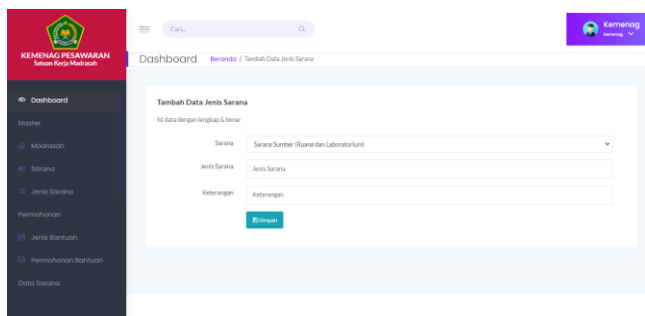 KEMENAG PESAWARAN
Satuan Kerja Madrasah
Dashboard
Master
Madrasah
Sarana
Jenis Sarana
Permohonan
Jenis Bantuan
Permohonan Bantuan
Data Sarana
Cari...
Kemenag
Kemenag
Dashboard Beranda / Tambah Data Jenis Sarana
Tambah Data Jenis Sarana
Isi data dengan lengkap & benar
Sarana Sarana Sumber (Ruang dan Laboratorium)
Jenis Sarana Jenis Sarana
Keterangan Keterangan
Simpan